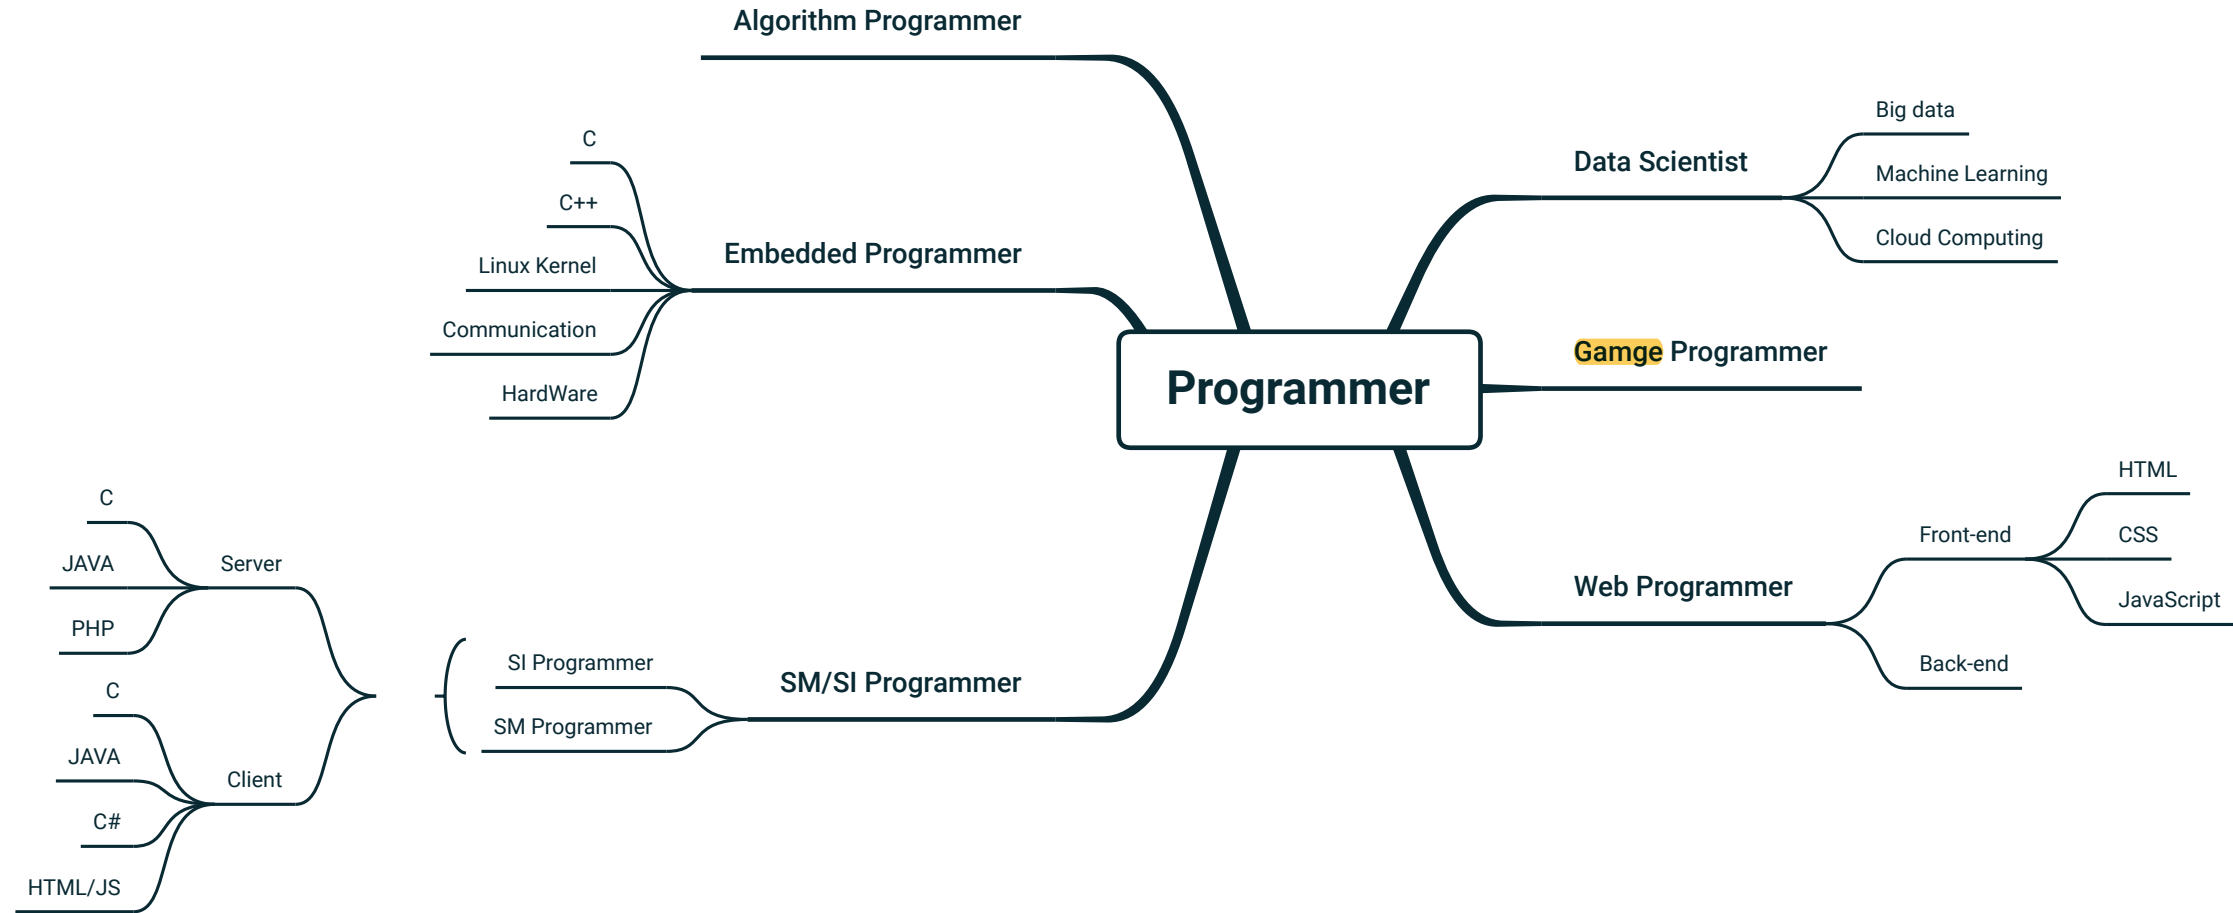 Algorithm Programmer
C
C++
Linux Kernel
Communication
HardWare
Embedded Programmer
C
JAVA
PHP
Server
C
JAVA
C#
HTML/JS
Client
SI Programmer
SM Programmer
SM/SI Programmer
Programmer
Data Scientist
Big data
Machine Learning
Cloud Computing
Gamge Programmer
Web Programmer
Front-end
HTML
CSS
JavaScript
Back-end